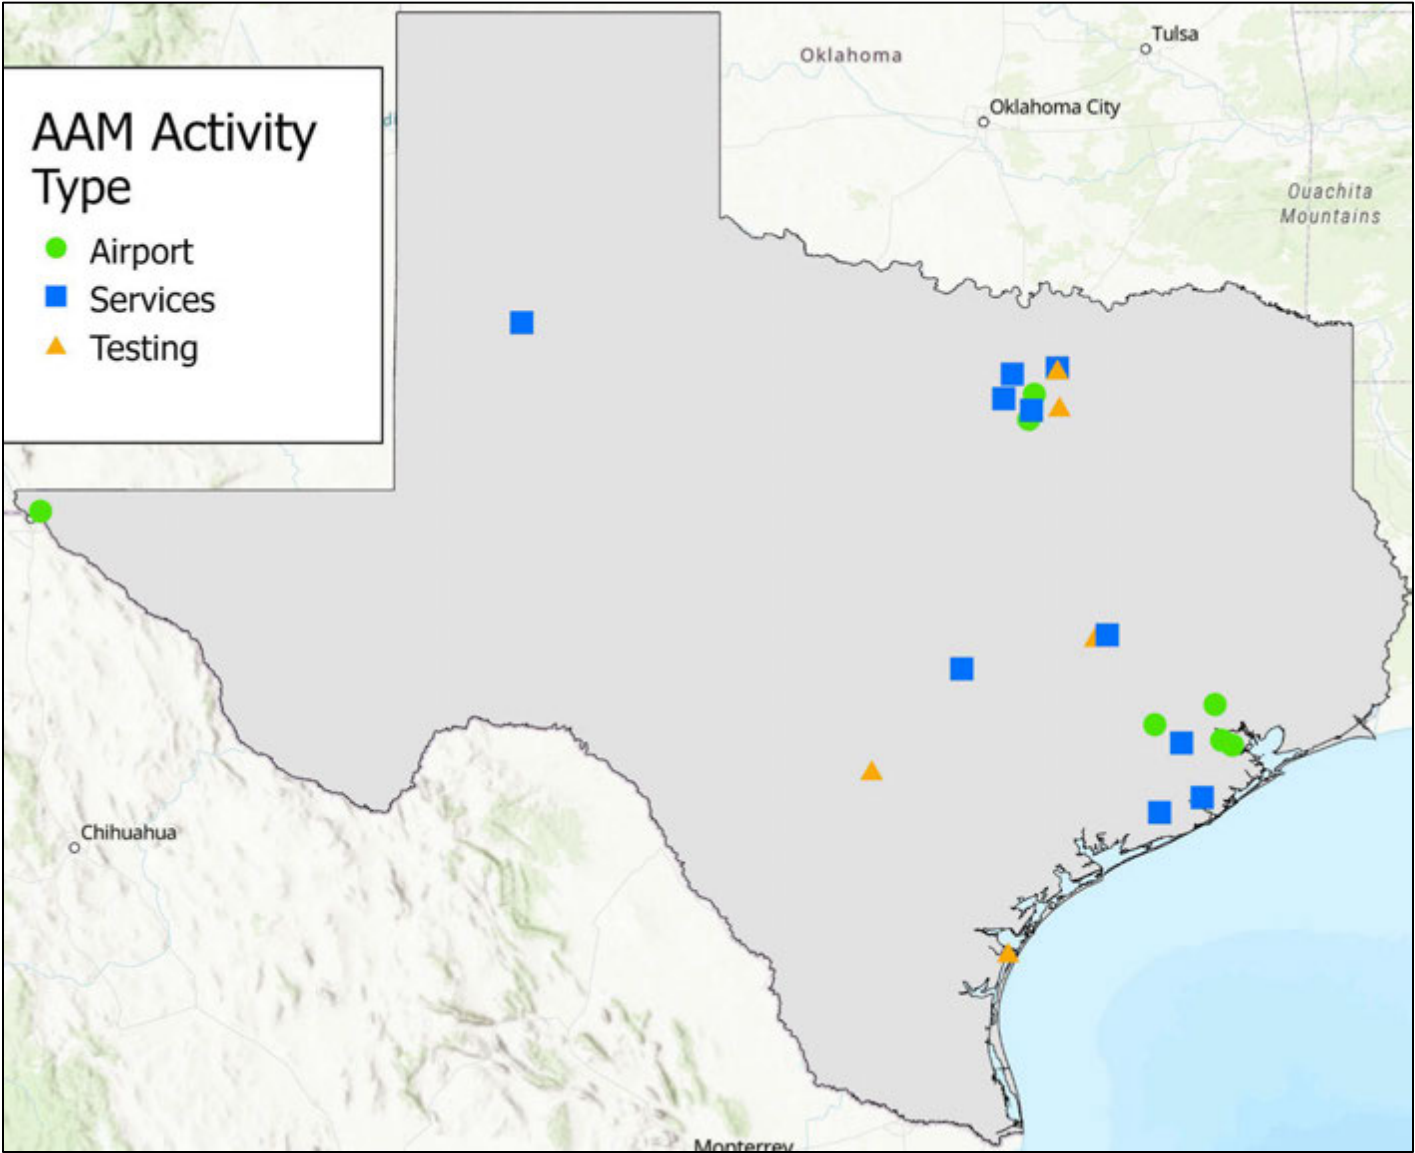 Tulsa
Oklahoma
Oklahoma City
AAM Activity
Type
Airport
Services
Testing
Ouachita
Mountains
Chihuahua
Monterrey